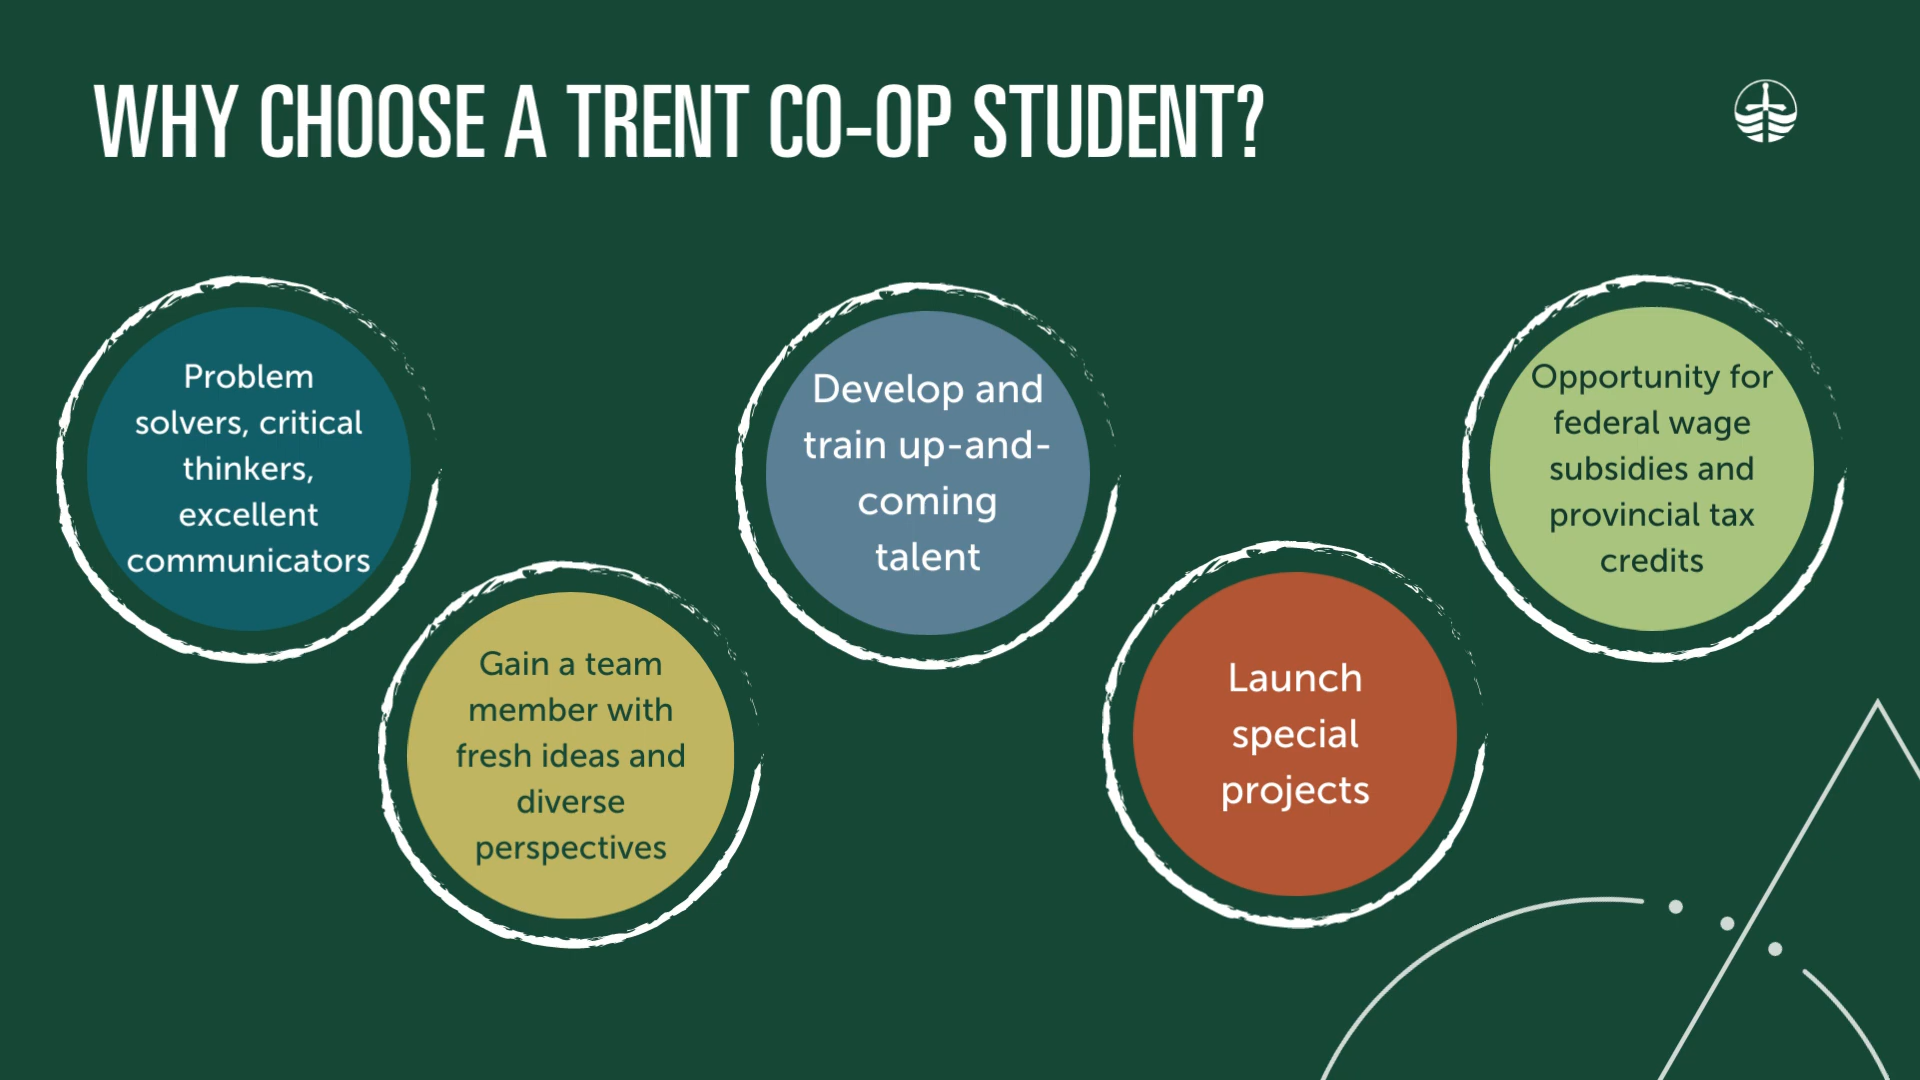 WHY CHOOSE A TRENT CO-OP STUDENT?
Problem
solvers, critical
thinkers,
excellent
communicators
Gain a team
member with
fresh ideas and
diverse
perspectives
Develop and
train up-and-
coming
talent
Launch
special
projects
Opportunity for
federal wage
subsidies and
provincial tax
credits